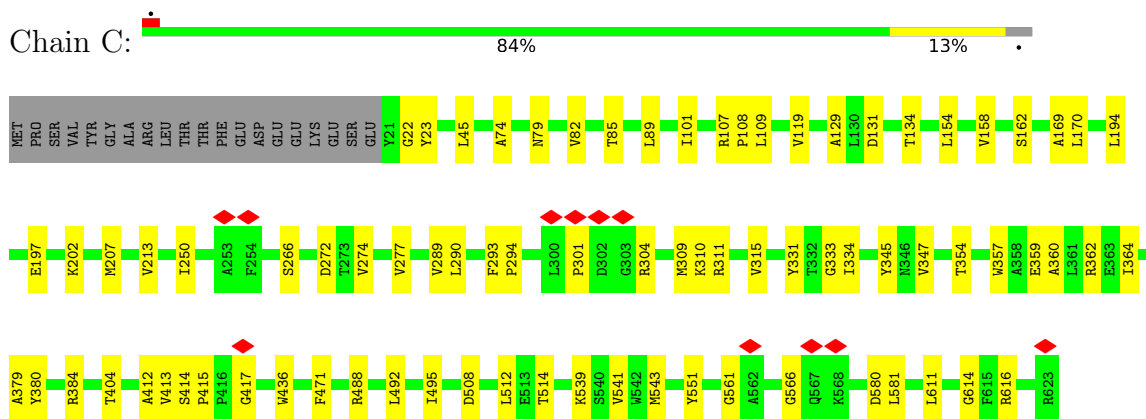 Chain C:
84%
13%
MET PRO SER VAL TYR GLY ALA ARG LEU THR THR PHE GLU ASP GLU GLU LYS GLU SER GLU Y21 G22 Y23 L45 A74 N79 V82 T85 L89 I101 R107 P108 L109 V119 A129 L130 D131 T134 L154 V158 S162 A169 L170 L194
E197 K202 M207 V213 I250 A253 F254 S266 D272 T273 V274 V277 V289 L290 F293 P294 L300 P301 D302 G303 R304 M309 K310 R311 V315 Y331 T332 G333 I334 Y345 N346 V347 T354 W357 A358 E359 A360 L361 R362 E363 I364
A379 Y380 R384 T404 A412 V413 S414 P415 P416 G417 W436 F471 R488 L492 I495 D508 L512 E513 T514 K539 S540 V541 W542 M543 Y551 G561 A562 G566 Q567 K568 D580 L581 L611 G614 F615 R616 R623